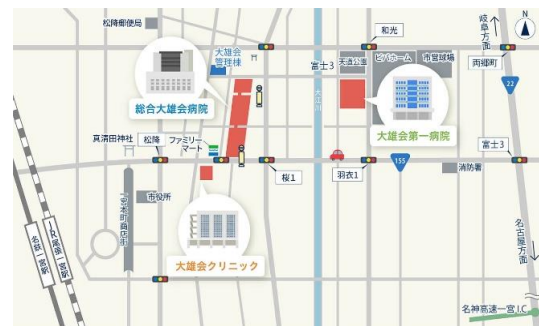 松降郵便局
和光
N
岐阜方面
大雄会
管理棟
富士3
天道公園
ビバホーム
市営球場
両郷町
22
総合大雄会病院
大江川
大雄会第一病院
真清田神社
松降
ファミリー
マート
桜1
羽衣1
155
消防署
富士3
市役所
一宮本町商店街
名鉄一宮駅
JR尾張一宮駅
大雄会クリニック
名古屋方面
名神高速一宮I.C